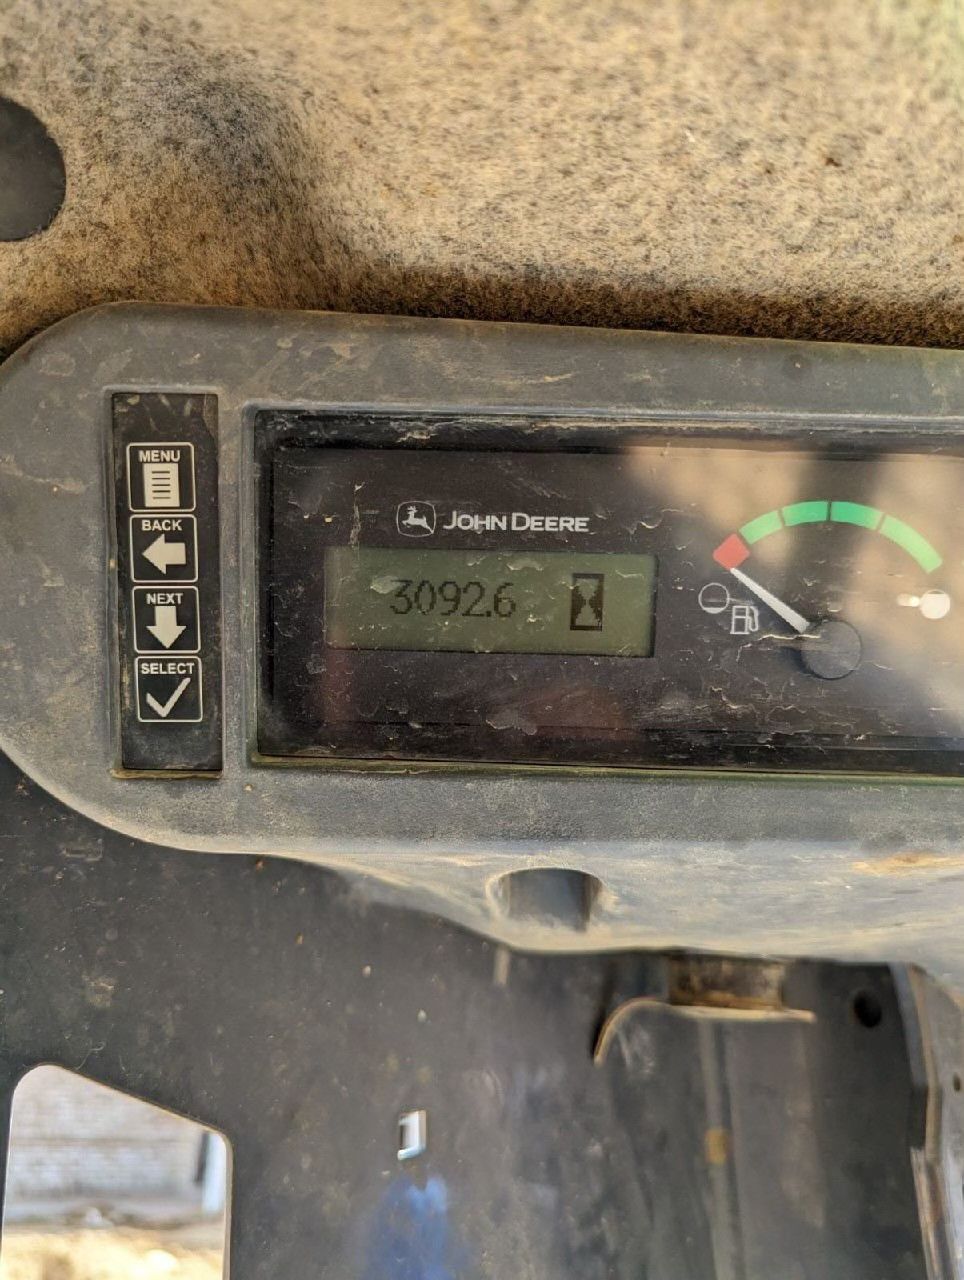 MENU
BACK
NEXT
SELECT
JOHN DEERE
3092.6